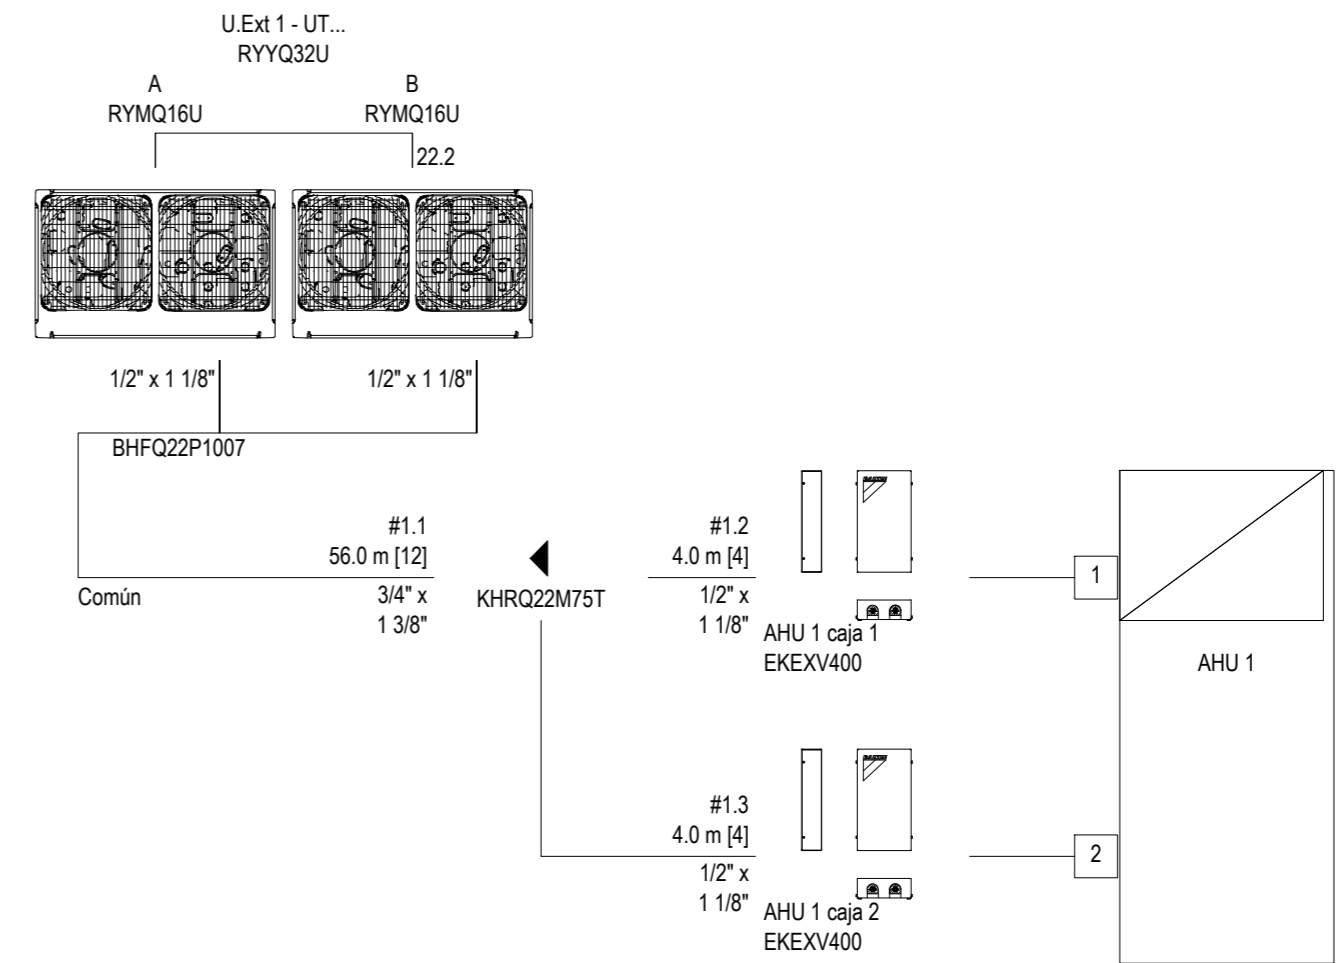 U.Ext 1 - UT...
RYYQ32U
A
RYMQ16U
B
RYMQ16U
22.2
1/2" x 1 1/8"
1/2" x 1 1/8"
BHFQ22P1007
#1.1
56.0 m [12]
Común
3/4" x
1 3/8"
KHRQ22M75T
#1.2
4.0 m [4]
1/2" x
1 1/8"
AHU 1 caja 1
EKEXV400
1
AHU 1
#1.3
4.0 m [4]
1/2" x
1 1/8"
AHU 1 caja 2
EKEXV400
2